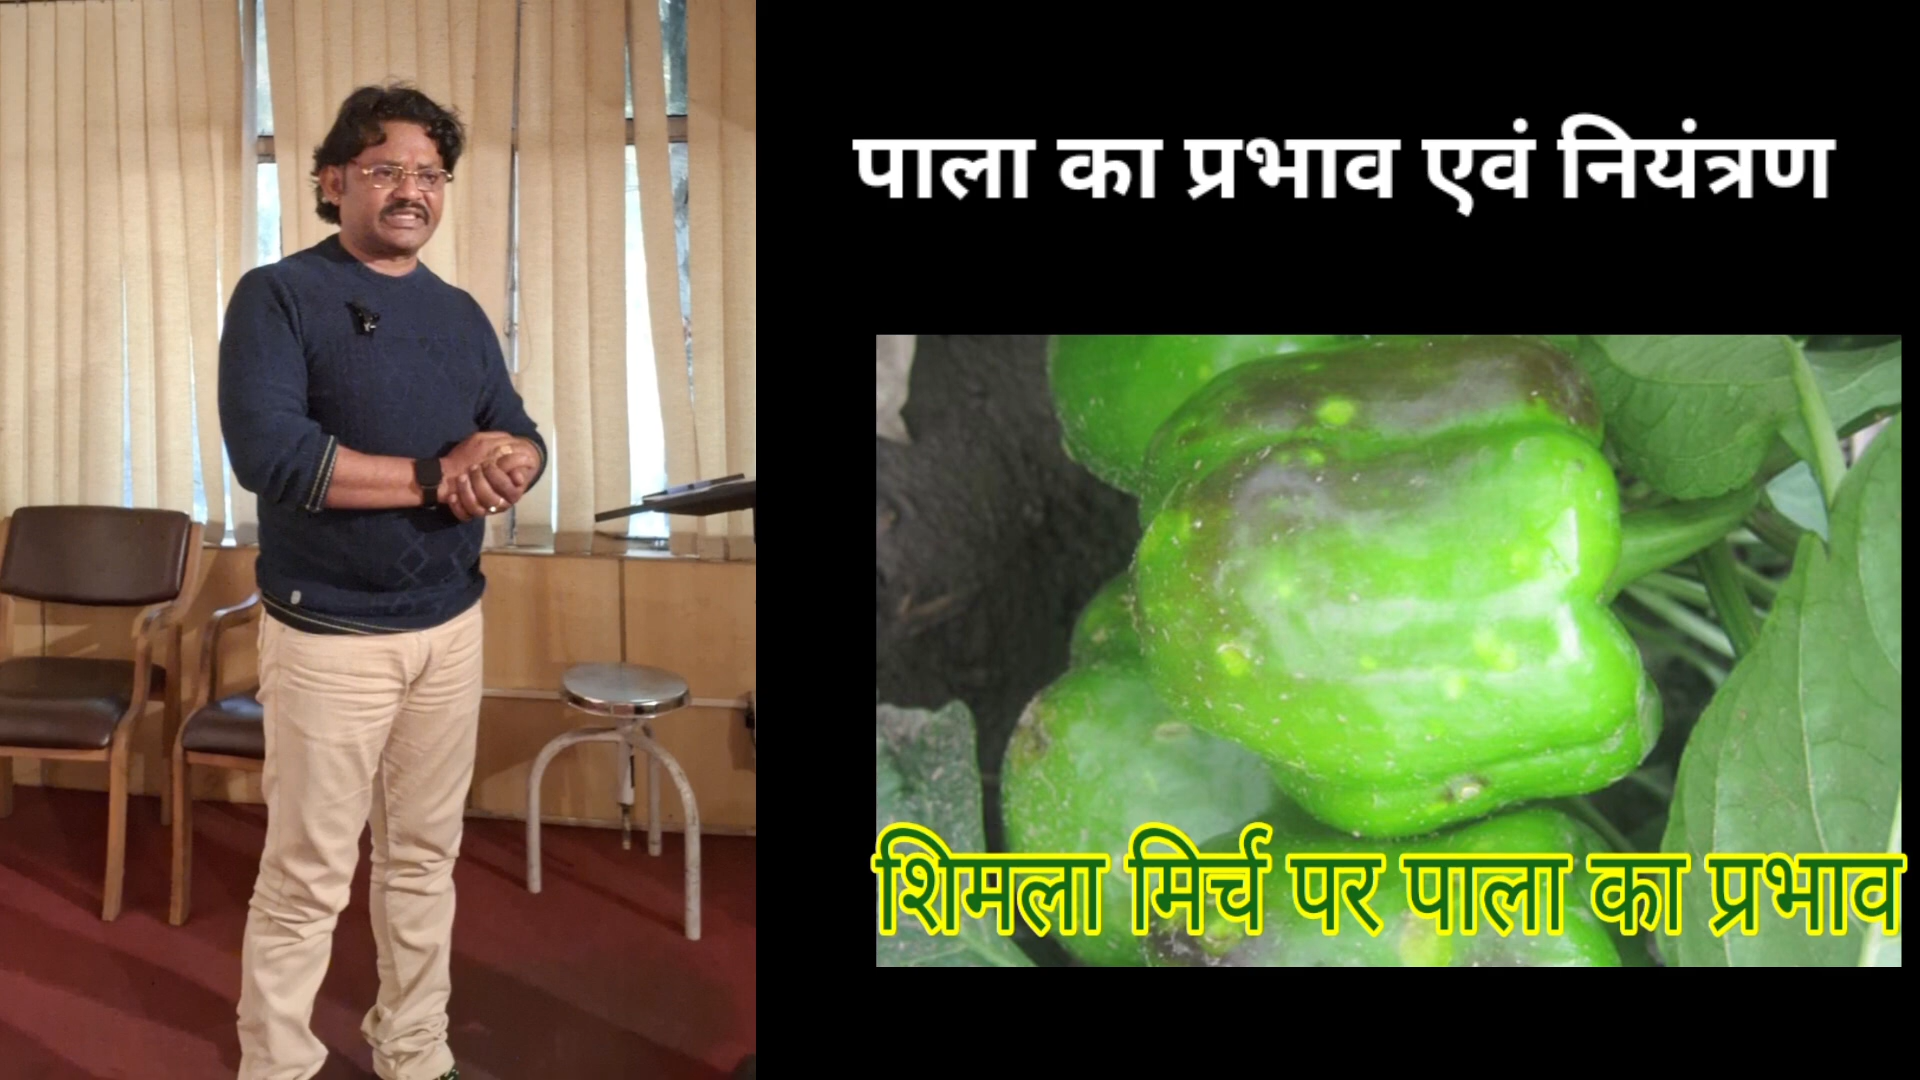 पाला का प्रभाव एवं नियंत्रण
शिमला मिर्च पर पाला का प्रभाव